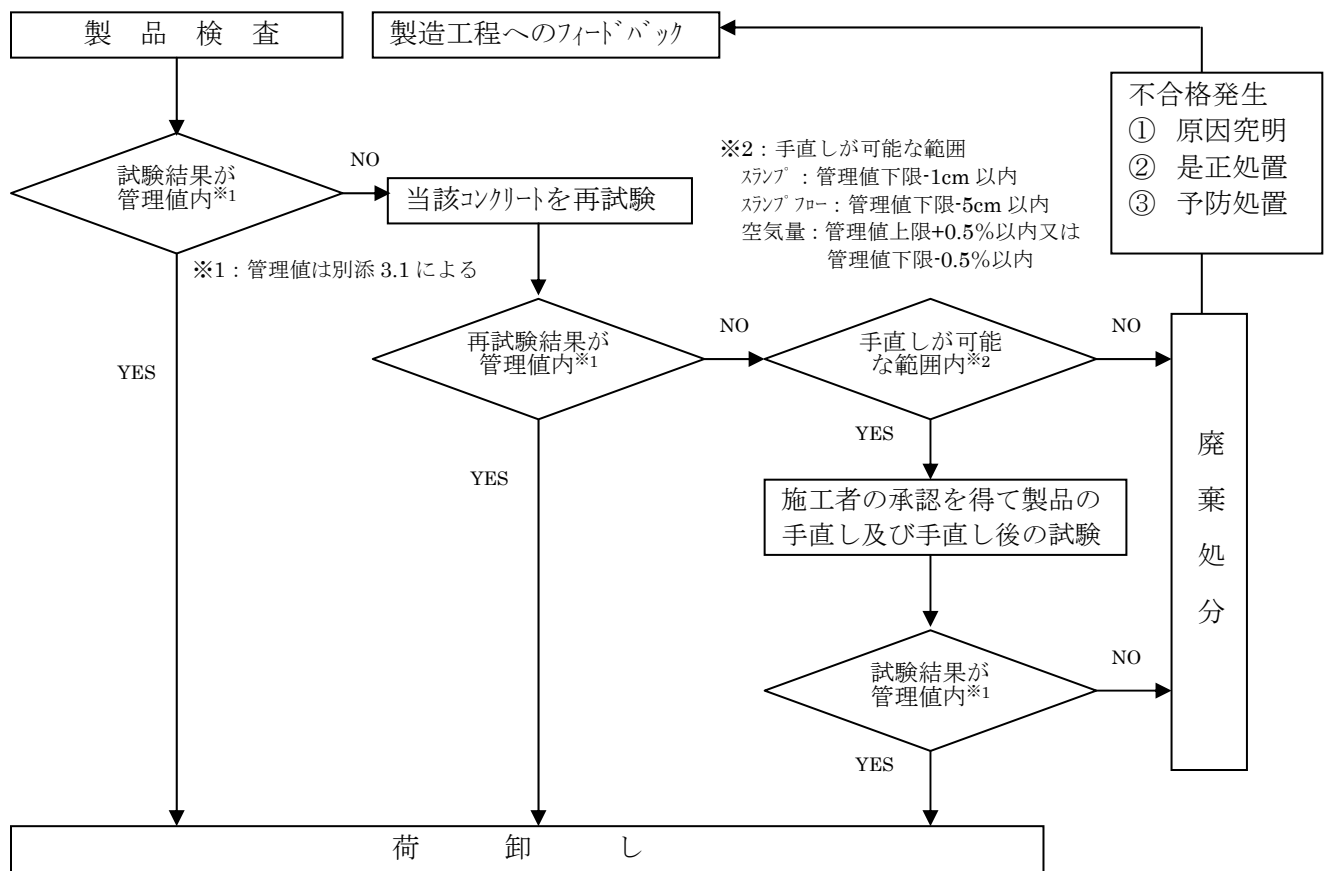 製 品 検 査
製造工程へのﾌｨｰﾄﾞﾊﾞｯｸ
不合格発生
① 原因究明
② 是正処置
③ 予防処置
試験結果が
管理値内※1
NO
当該ｺﾝｸﾘｰﾄを再試験
※2：手直しが可能な範囲
ｽﾗﾝﾌﾟ：管理値下限-1cm 以内
ｽﾗﾝﾌﾟﾌﾛｰ：管理値下限-5cm 以内
空気量：管理値上限+0.5％以内又は
管理値下限-0.5％以内
※1：管理値は別添 3.1 による
YES
再試験結果が
管理値内※1
NO
手直しが可能
な範囲内※2
NO
YES
YES
廃棄処分
施工者の承認を得て製品の
手直し及び手直し後の試験
試験結果が
管理値内※1
NO
YES
荷 卸 し